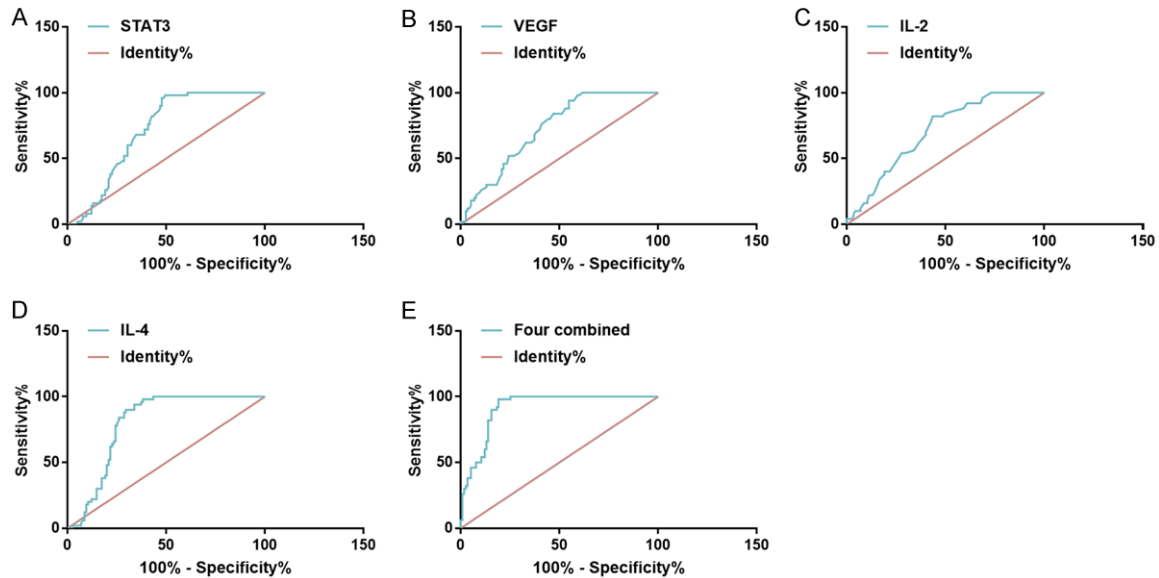 A
STAT3
Identity%
150
100
50
0
Sensitivity%
0 50 100 150
100% - Specificity%
B
VEGF
Identity%
150
100
50
0
Sensitivity%
0 50 100 150
100% - Specificity%
C
IL-2
Identity%
150
100
50
0
Sensitivity%
0 50 100 150
100% - Specificity%
D
IL-4
Identity%
150
100
50
0
Sensitivity%
0 50 100 150
100% - Specificity%
E
Four combined
Identity%
150
100
50
0
Sensitivity%
0 50 100 150
100% - Specificity%